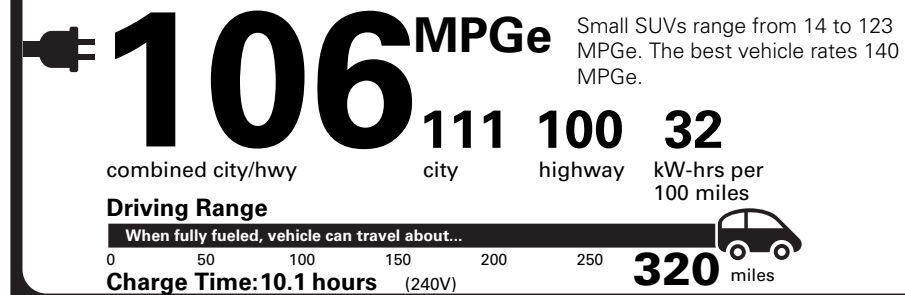 106 MPGe
Small SUVs range from 14 to 123
MPGe. The best vehicle rates 140
MPGe.
111 100 32
combined city/hwy city highway kW-hrs per
100 miles
Driving Range
When fully fueled, vehicle can travel about...
0 50 100 150 200 250 320 miles
Charge Time: 10.1 hours (240V)